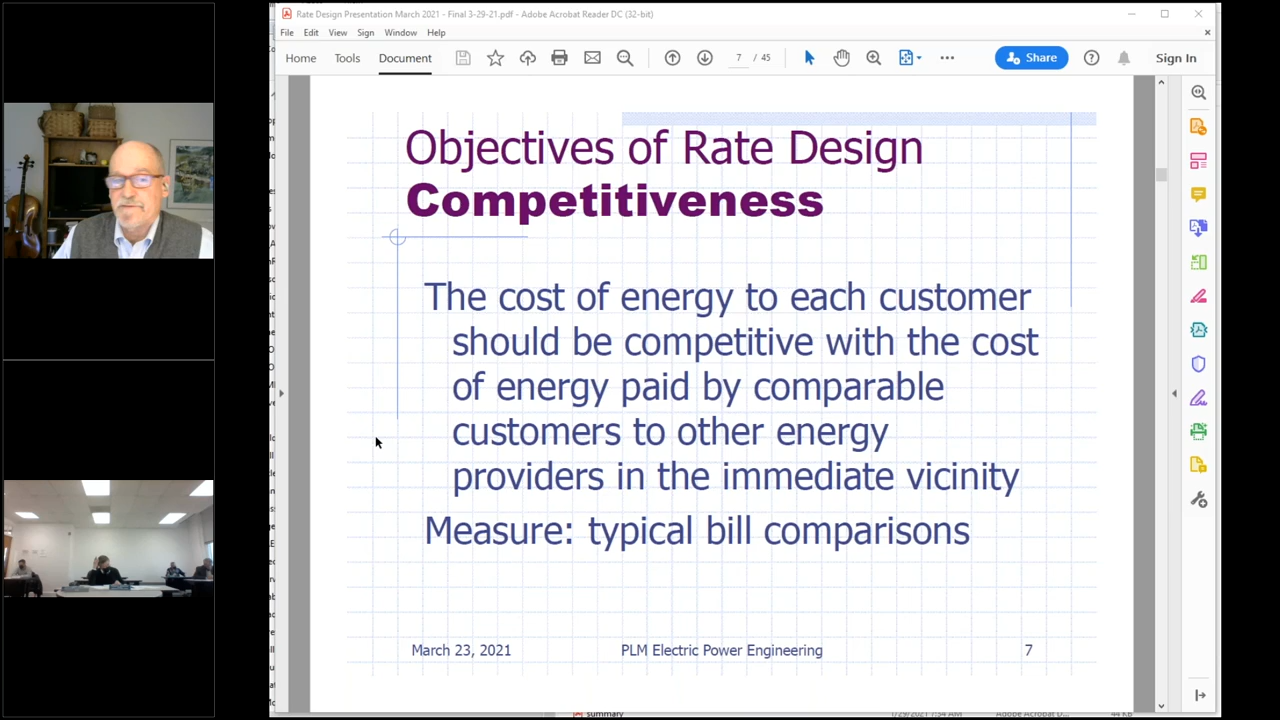 Rate Design Presentation March 2021 - Final 3-29-21.pdf - Adobe Acrobat Reader DC (32-bit)
File Edit View Sign Window Help
Home Tools Document 7 / 45 Share Sign In
Objectives of Rate Design
Competitiveness
The cost of energy to each customer
should be competitive with the cost
of energy paid by comparable
customers to other energy
providers in the immediate vicinity
Measure: typical bill comparisons
March 23, 2021 PLM Electric Power Engineering 7
summary